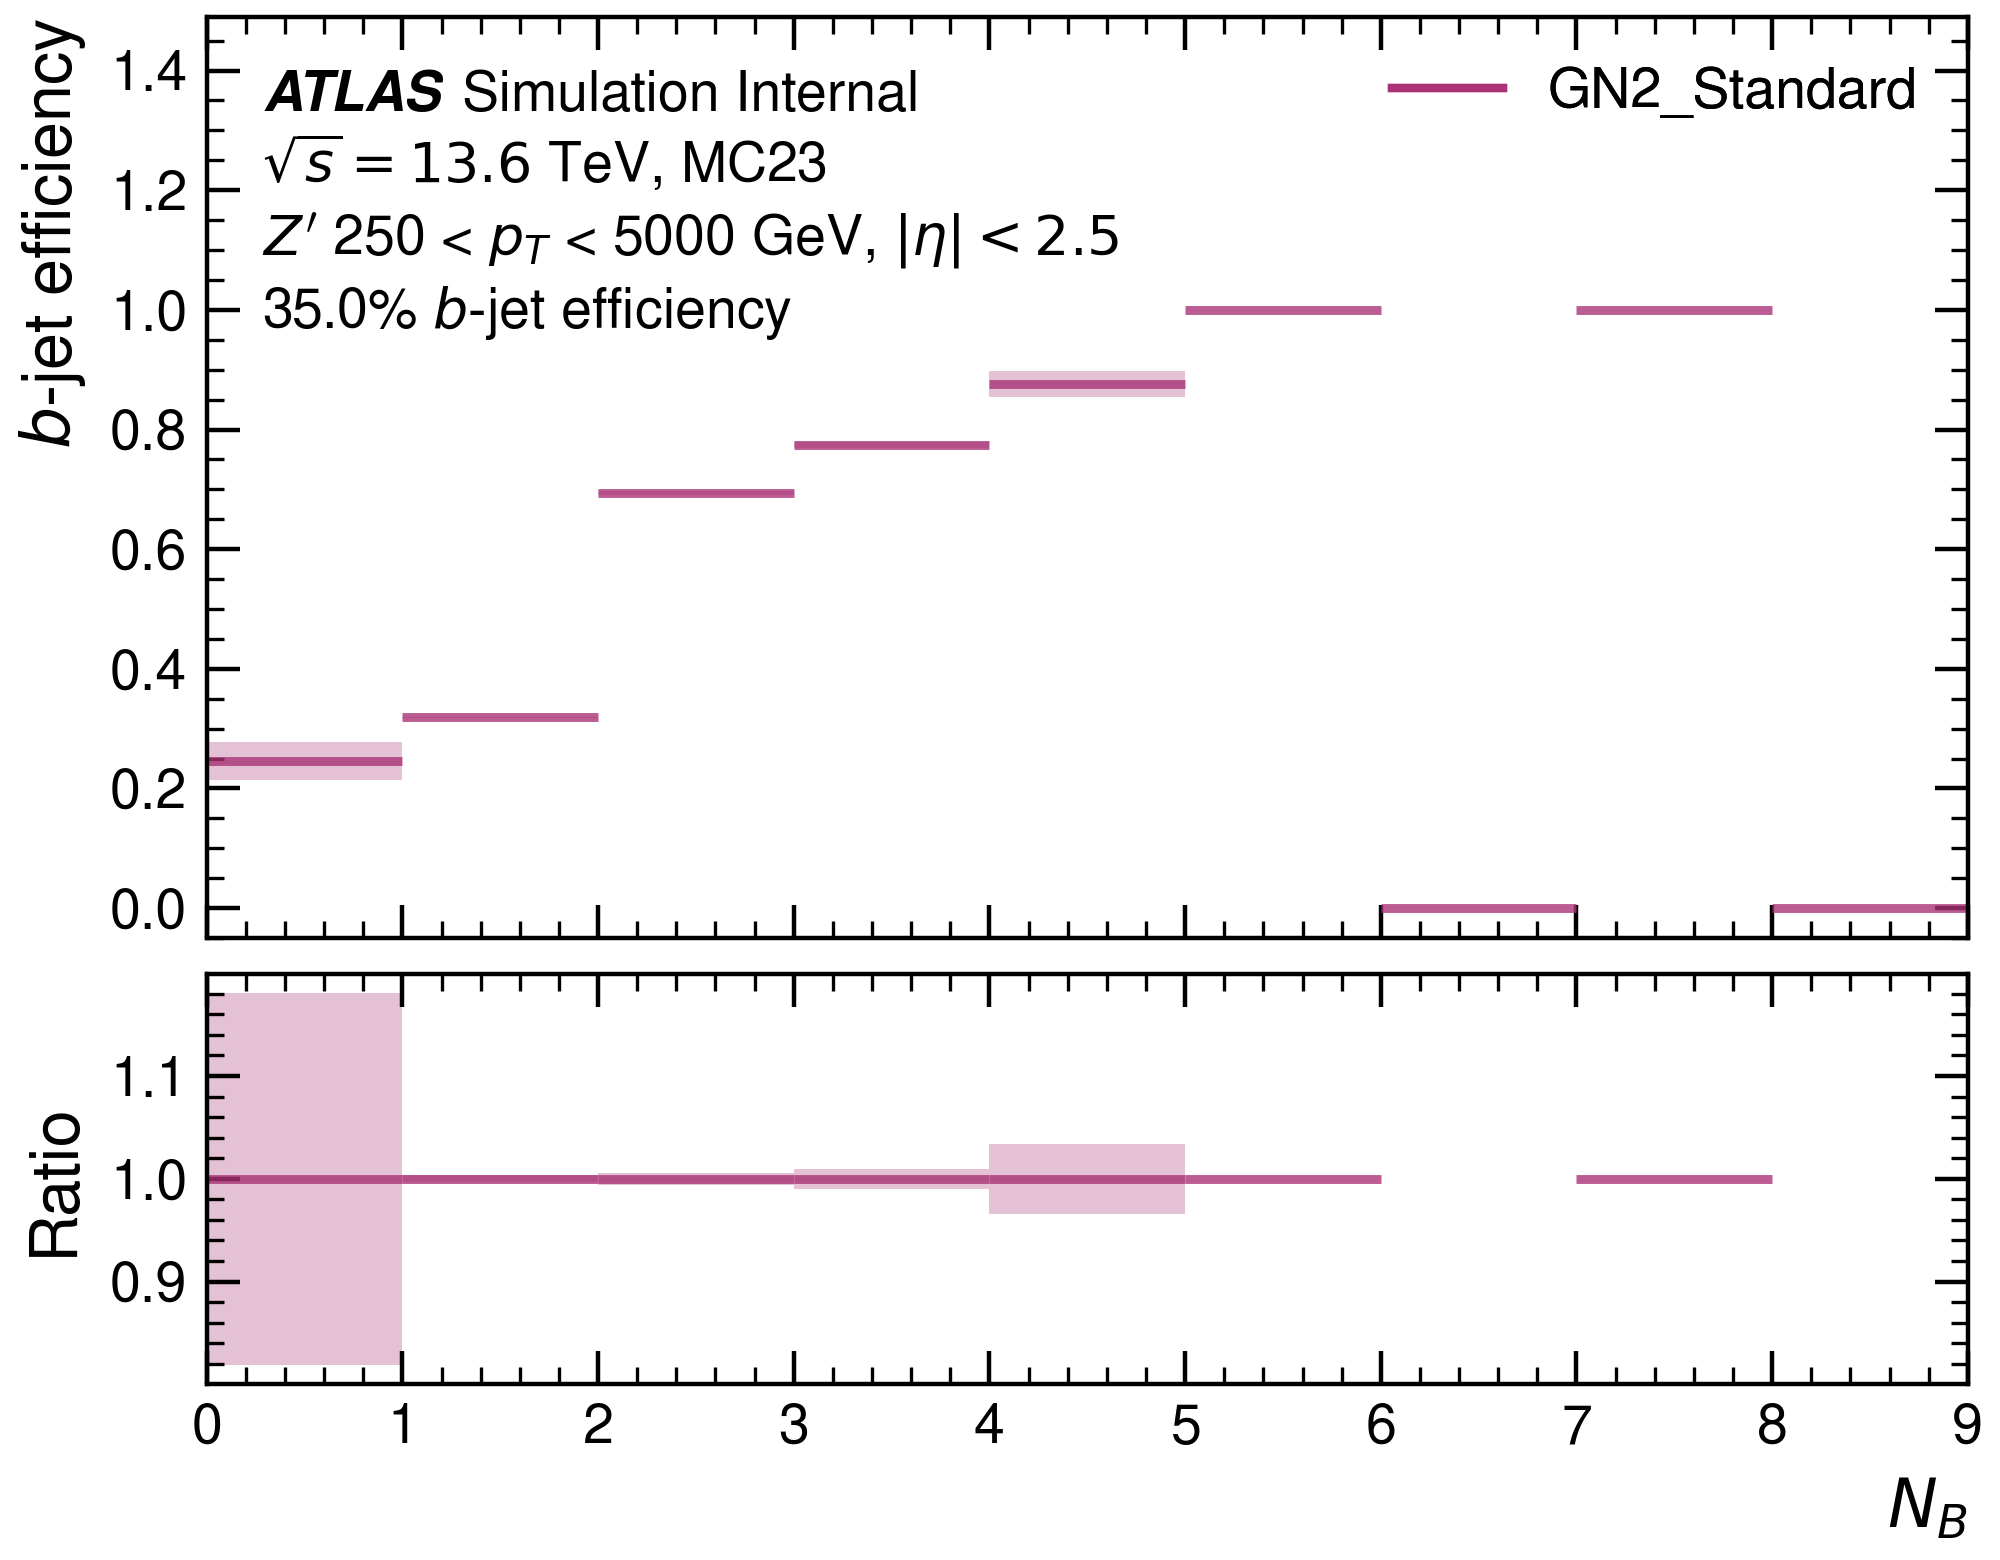 b-jet efficiency
1.4
1.2
1.0
0.8
0.6
0.4
0.2
0.0
ATLAS Simulation Internal
√s = 13.6 TeV, MC23
Z′ 250 < p_T < 5000 GeV, |η| < 2.5
35.0% b-jet efficiency
GN2_Standard
Ratio
1.1
1.0
0.9
0 1 2 3 4 5 6 7 8 9
N_B